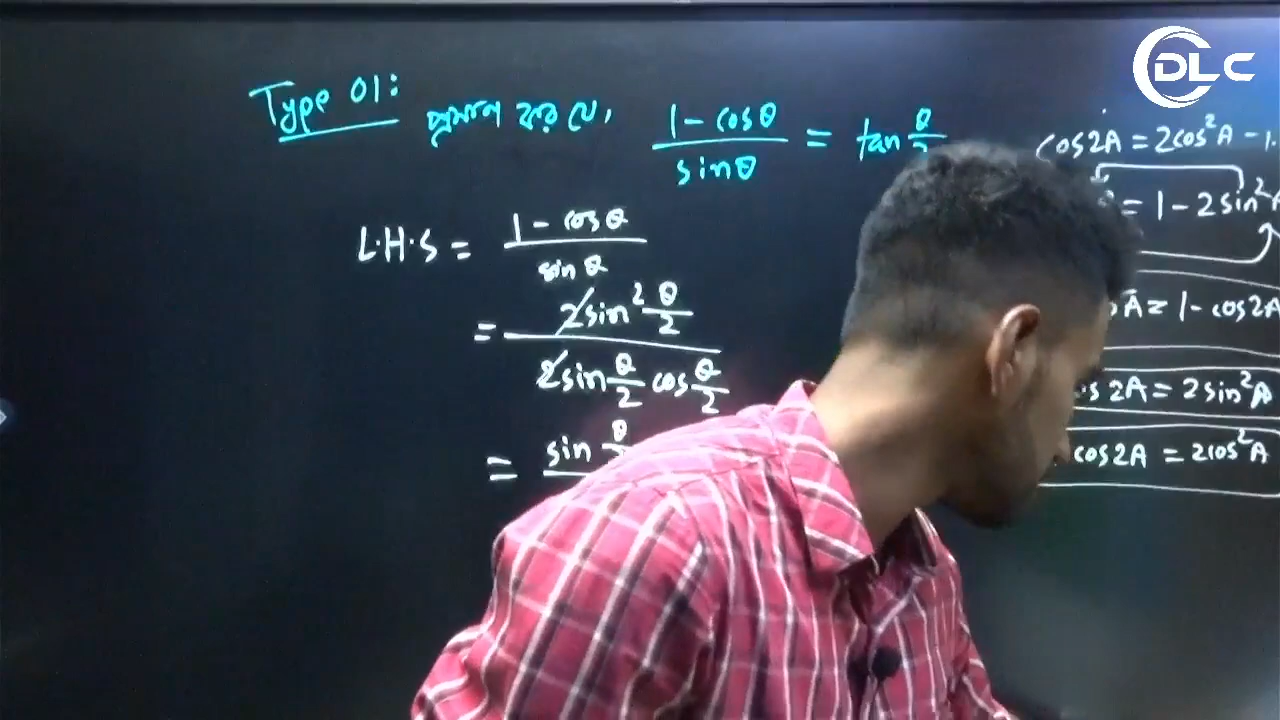 DLC
Type 01: প্রমাণ কর যে, (1 - cosθ) / sinθ = tan θ/2
L.H.S = (1 - cosθ) / sinθ
= 2sin² θ/2 / 2sin θ/2 cos θ/2
= sin θ
cos2A = 2cos²A - 1.
= 1 - 2sin²A
A = 1 - cos2A
2A = 2sin²A
cos2A = 2cos²A